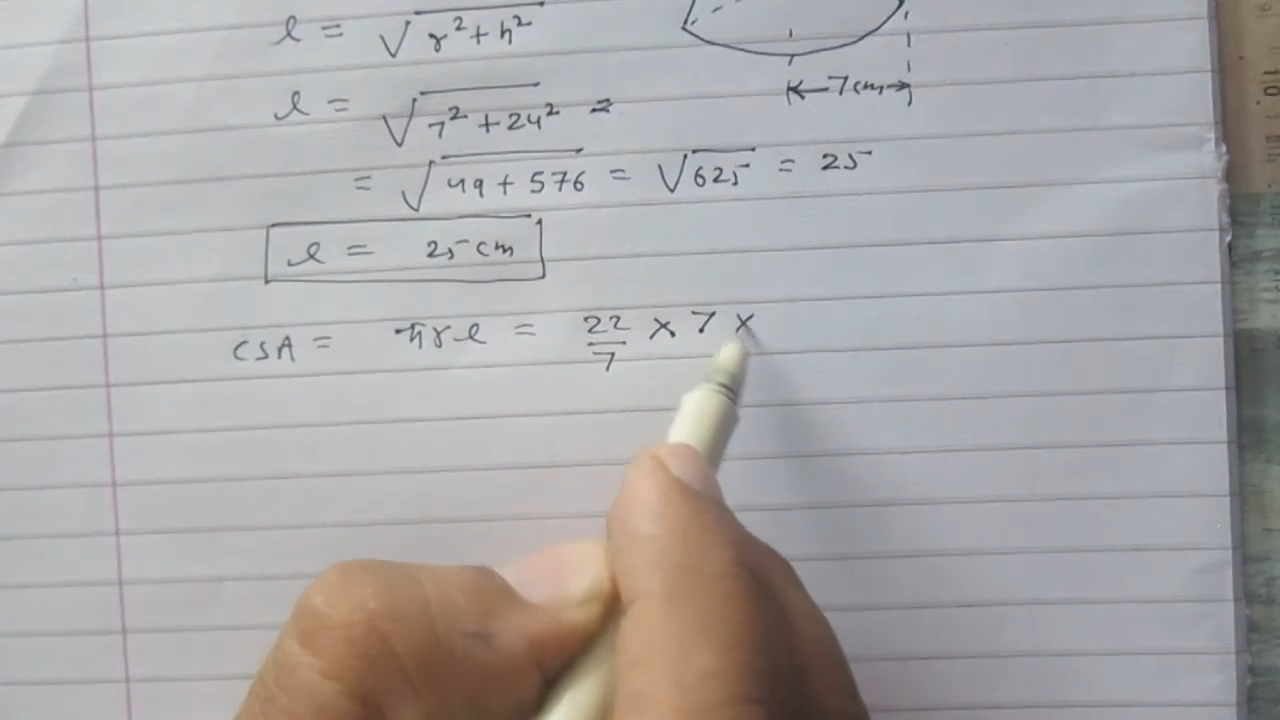 l = √r²+h²
7cm
l = √7²+24² =
= √49+576 = √625 = 25
l = 25 cm
CSA = πrl = 22/7 × 7 ×